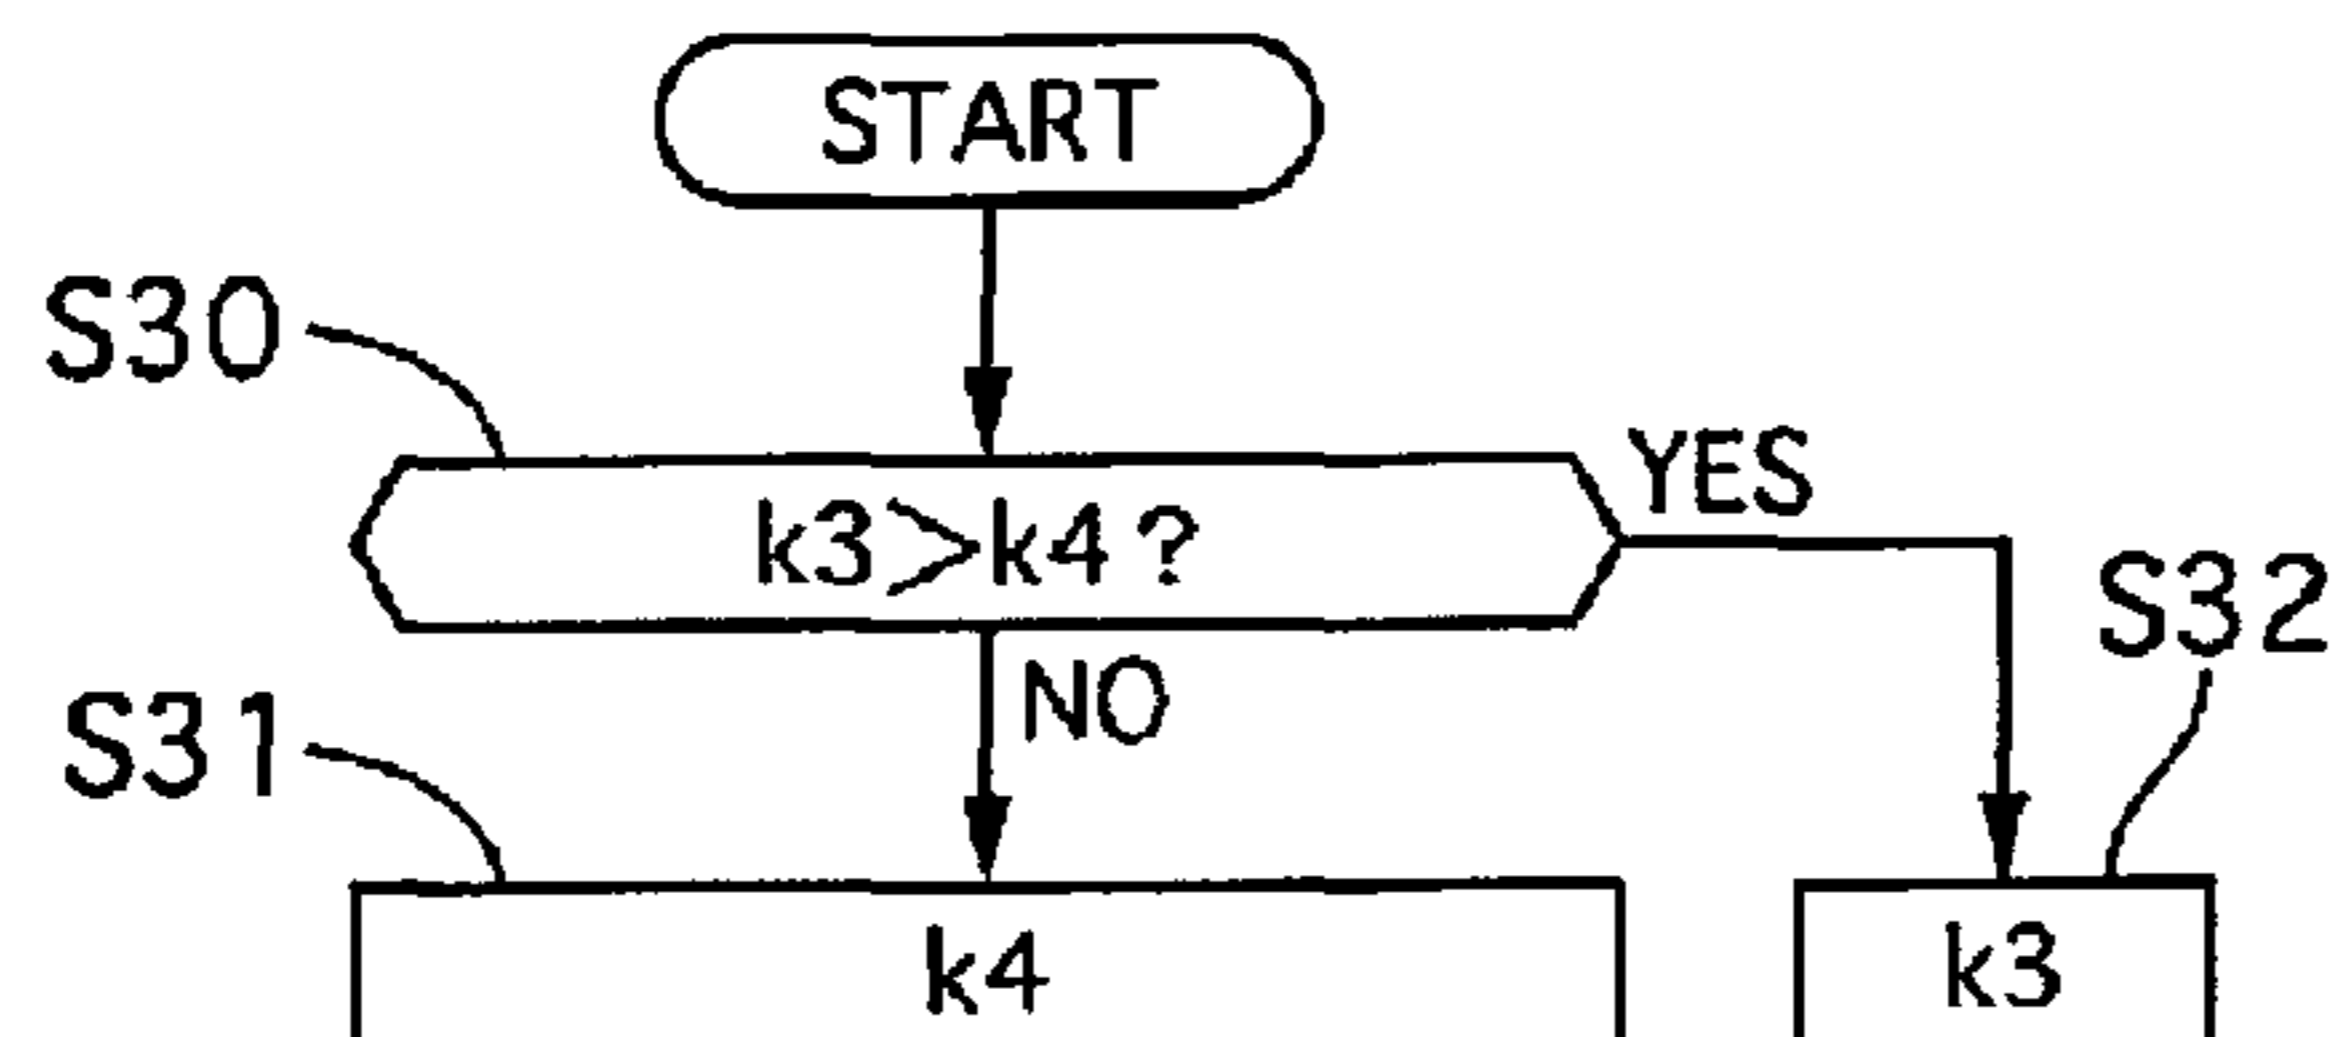 START
S30
k3>k4?
YES
S32
NO
S31
k4
k3